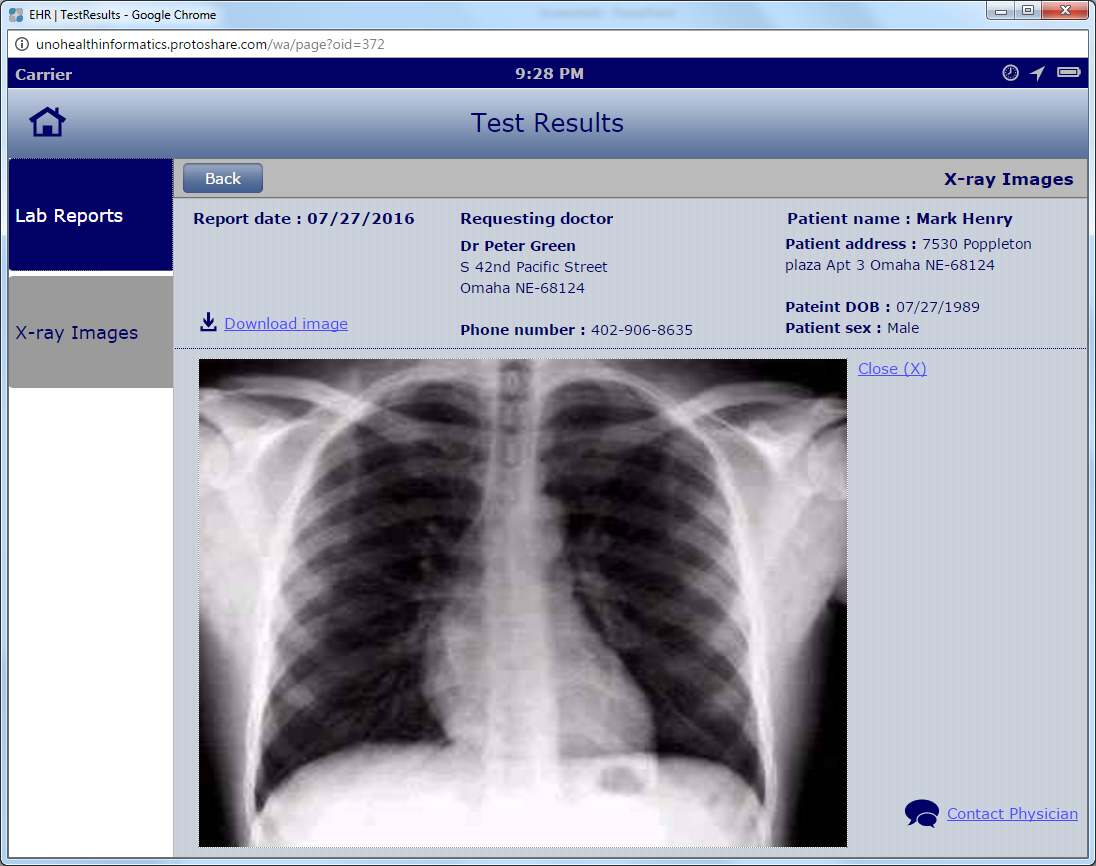 EHR | TestResults - Google Chrome
unohealthinformatics.protoshare.com/wa/page?oid=372
Carrier
9:28 PM
Test Results
Lab Reports
X-ray Images
Back
X-ray Images
Report date : 07/27/2016
Download image
Requesting doctor
Dr Peter Green
S 42nd Pacific Street
Omaha NE-68124
Phone number : 402-906-8635
Patient name : Mark Henry
Patient address : 7530 Poppleton
plaza Apt 3 Omaha NE-68124
Pateint DOB : 07/27/1989
Patient sex : Male
Close (X)
Contact Physician